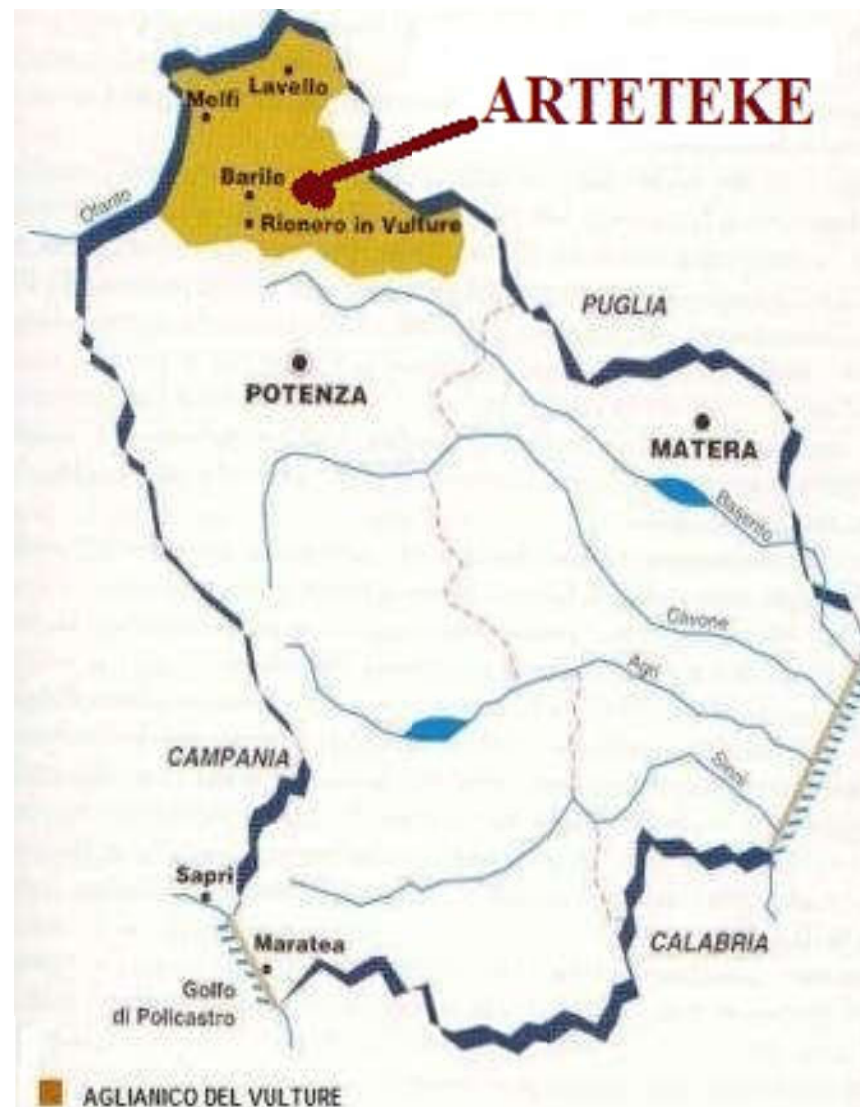 Lavello
Melfi
ARTETEKE
Barile
Ofanto
Rionero in Vulture
PUGLIA
POTENZA
MATERA
Basento
Cavone
Agri
Sinni
CAMPANIA
Sapri
Maratea
CALABRIA
Golfo
di Policastro
AGLIANICO DEL VULTURE